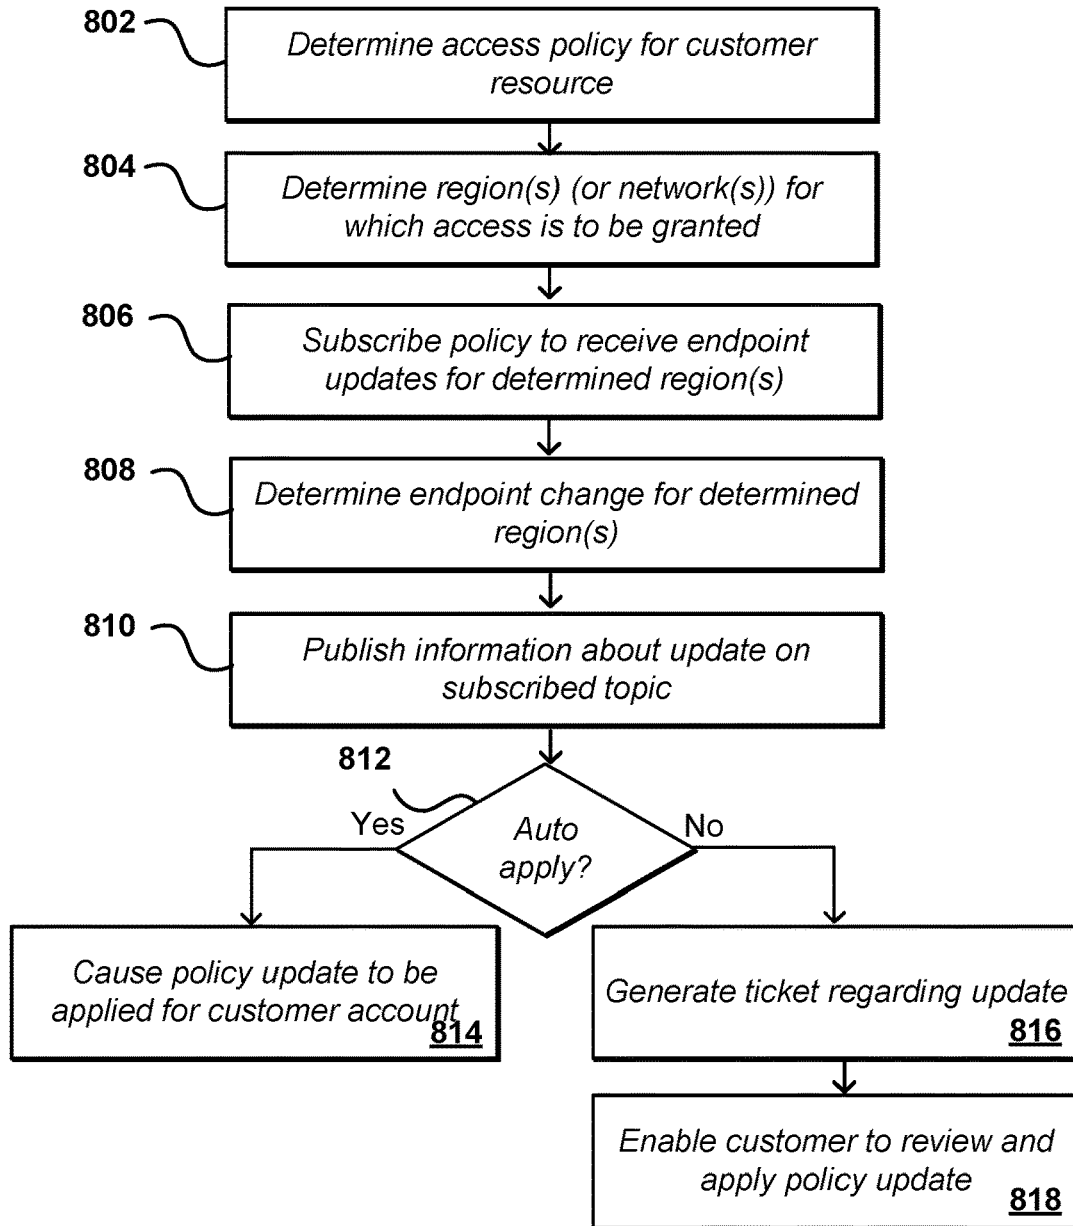 802
Determine access policy for customer
resource
804
Determine region(s) (or network(s)) for
which access is to be granted
806
Subscribe policy to receive endpoint
updates for determined region(s)
808
Determine endpoint change for determined
region(s)
810
Publish information about update on
subscribed topic
812
Yes
Auto
apply?
No
Cause policy update to be
applied for customer account
814
Generate ticket regarding update
816
Enable customer to review and
apply policy update
818